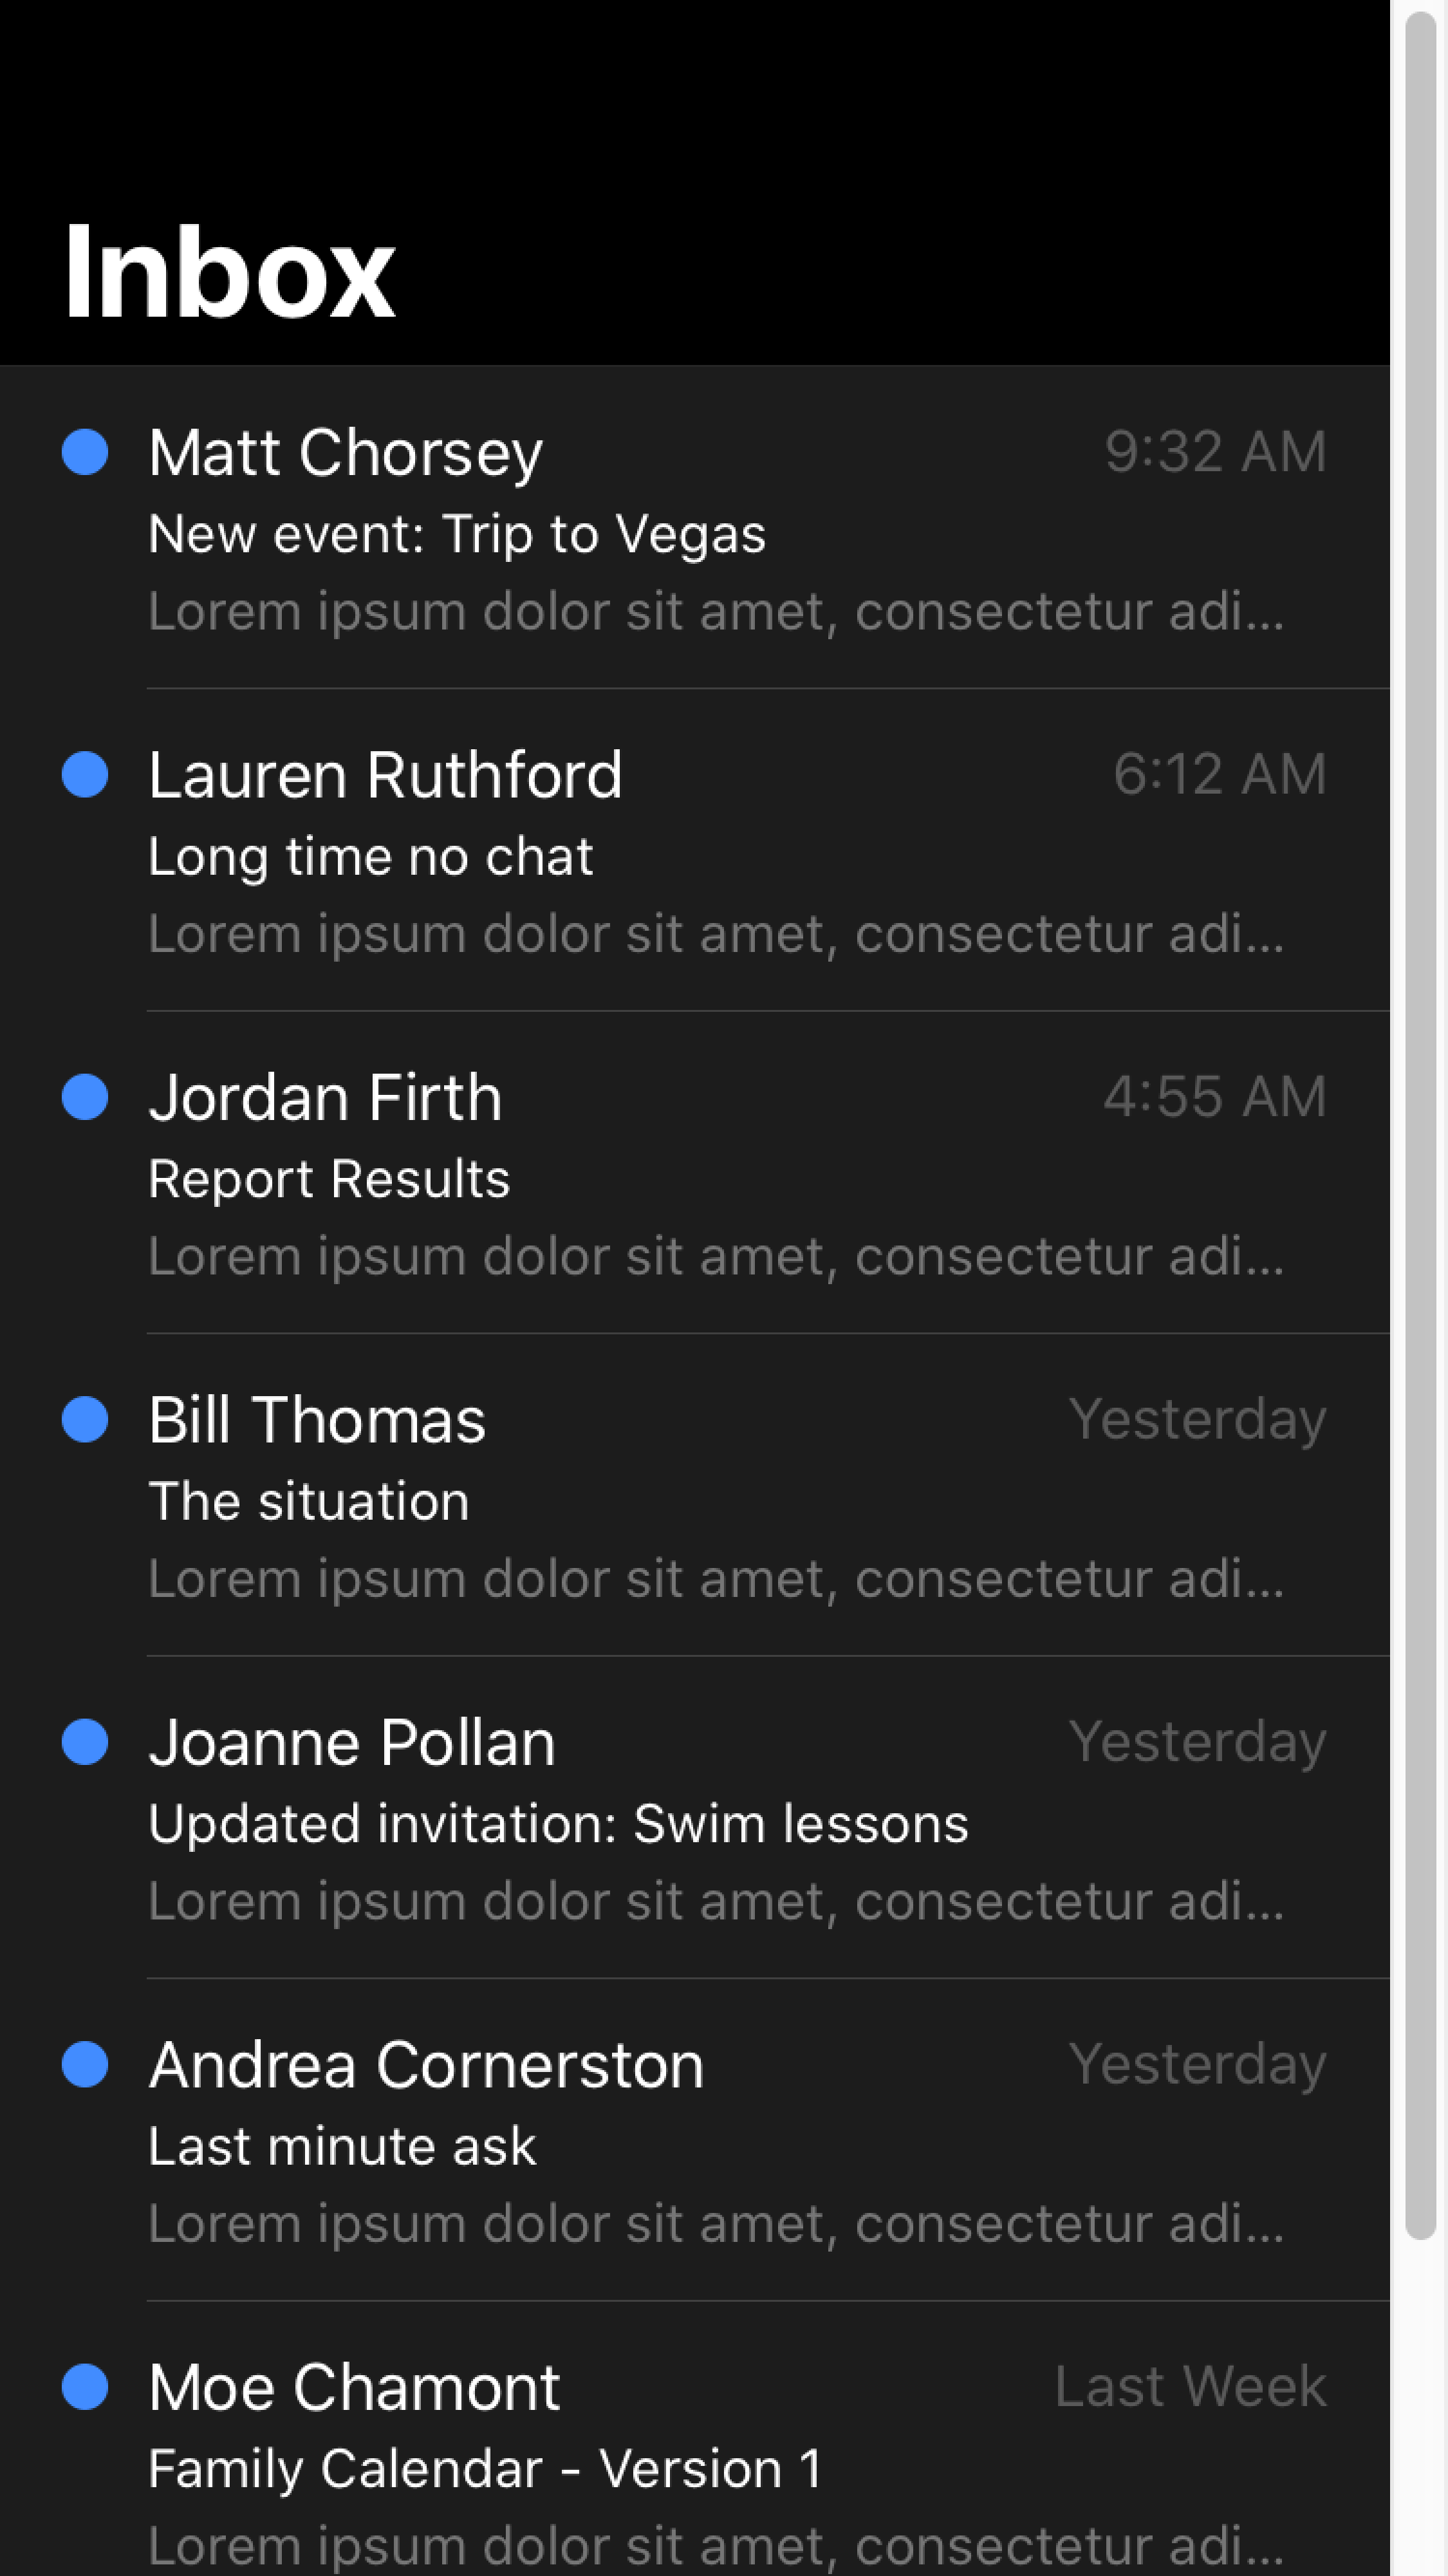 Inbox
Matt Chorsey 9:32 AM
New event: Trip to Vegas
Lorem ipsum dolor sit amet, consectetur adi...
Lauren Ruthford 6:12 AM
Long time no chat
Lorem ipsum dolor sit amet, consectetur adi...
Jordan Firth 4:55 AM
Report Results
Lorem ipsum dolor sit amet, consectetur adi...
Bill Thomas Yesterday
The situation
Lorem ipsum dolor sit amet, consectetur adi...
Joanne Pollan Yesterday
Updated invitation: Swim lessons
Lorem ipsum dolor sit amet, consectetur adi...
Andrea Cornerston Yesterday
Last minute ask
Lorem ipsum dolor sit amet, consectetur adi...
Moe Chamont Last Week
Family Calendar - Version 1
Lorem ipsum dolor sit amet, consectetur adi...